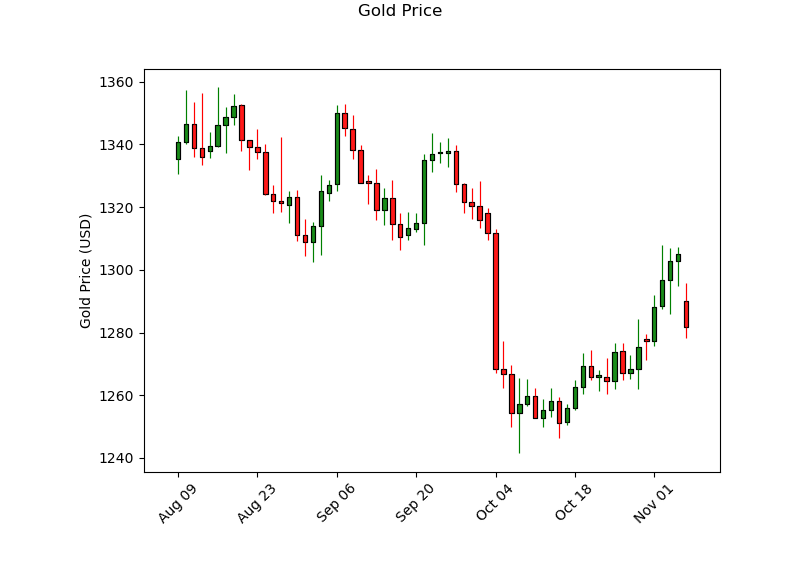 Gold Price
1360
1340
1320
1300
1280
1260
1240
Gold Price (USD)
Aug 09
Aug 23
Sep 06
Sep 20
Oct 04
Oct 18
Nov 01